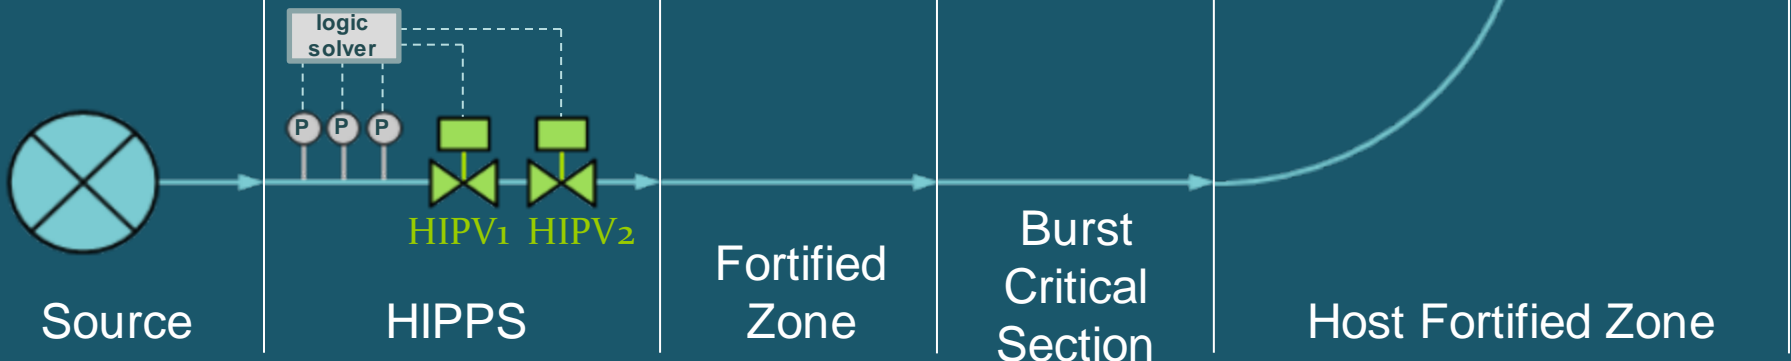 logic
solver
P P P
HIPV1 HIPV2
Source
HIPPS
Fortified
Zone
Burst
Critical
Section
Host Fortified Zone